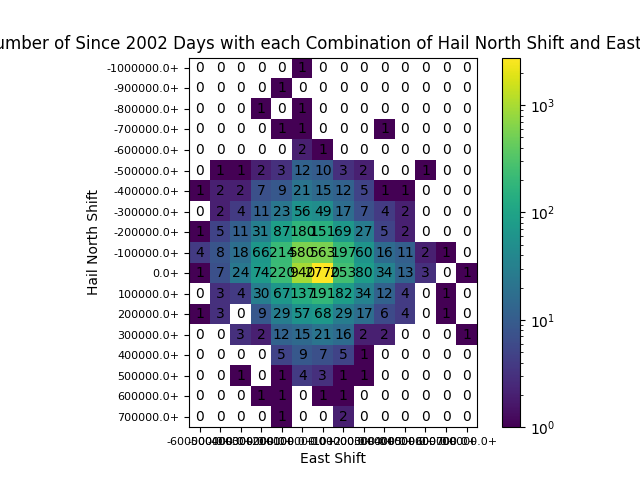 umber of Since 2002 Days with each Combination of Hail North Shift and East
-1000000.0+ 0 0 0 0 0 1 0 0 0 0 0 0 0 0
-900000.0+ 0 0 0 0 1 0 0 0 0 0 0 0 0 0
-800000.0+ 0 0 0 1 0 1 0 0 0 0 0 0 0 0
-700000.0+ 0 0 0 0 1 1 0 0 0 1 0 0 0 0
-600000.0+ 0 0 0 0 0 2 1 0 0 0 0 0 0 0
-500000.0+ 0 1 1 2 3 12 10 3 2 0 0 1 0 0
-400000.0+ 1 2 2 7 9 21 15 12 5 1 1 0 0 0
-300000.0+ 0 2 4 11 23 56 49 17 7 4 2 0 0 0
-200000.0+ 1 5 11 31 87 180 151 69 27 5 2 0 0 0
-100000.0+ 4 8 18 66 214 580 563 197 60 16 11 2 1 0
0.0+ 1 7 24 74 220 253 80 34 13 3 0 1
100000.0+ 0 3 4 30 67 137 191 82 34 12 4 0 1 0
200000.0+ 1 3 0 9 29 57 68 29 17 6 4 0 1 0
300000.0+ 0 0 3 2 12 15 21 16 2 2 0 0 0 1
400000.0+ 0 0 0 0 5 9 7 5 1 0 0 0 0 0
500000.0+ 0 0 1 0 1 4 3 1 1 0 0 0 0 0
600000.0+ 0 0 0 1 1 0 1 1 0 0 0 0 0 0
700000.0+ 0 0 0 0 1 0 0 2 0 0 0 0 0 0
Hail North Shift
East Shift
10³
10²
10¹
10⁰